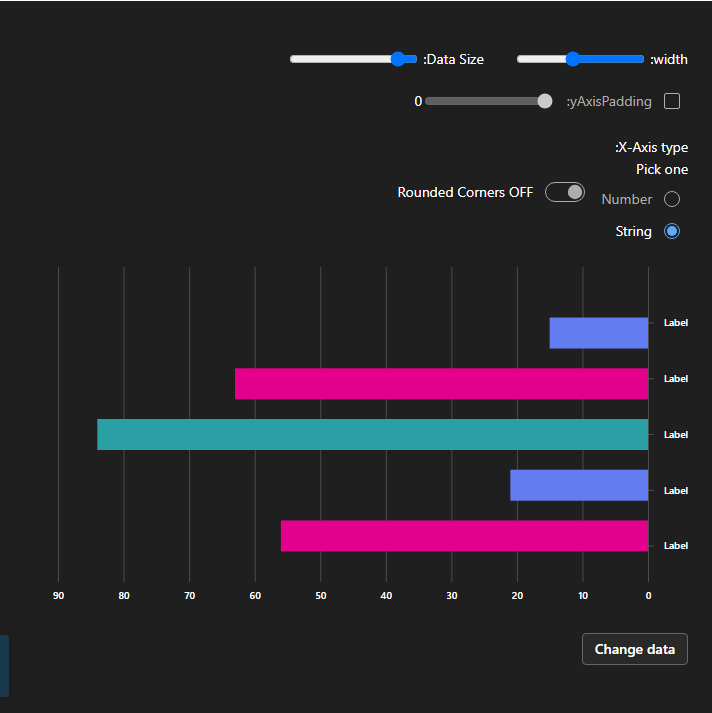 :width
:Data Size
:yAxisPadding
0
:X-Axis type
Pick one
Number
Rounded Corners OFF
String
Label
Label
Label
Label
Label
90 80 70 60 50 40 30 20 10 0
Change data